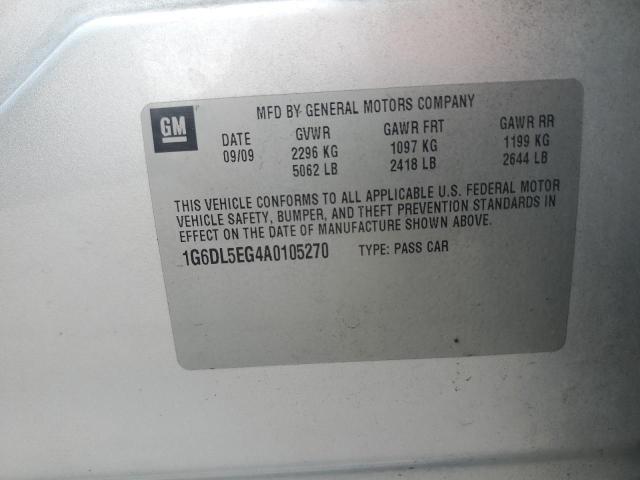 GM
MFD BY GENERAL MOTORS COMPANY
DATE GVWR GAWR FRT GAWR RR
09/09 2296 KG 1097 KG 1199 KG
5062 LB 2418 LB 2644 LB
THIS VEHICLE CONFORMS TO ALL APPLICABLE U.S. FEDERAL MOTOR
VEHICLE SAFETY, BUMPER, AND THEFT PREVENTION STANDARDS IN
EFFECT ON THE DATE OF MANUFACTURE SHOWN ABOVE.
1G6DL5EG4A0105270 TYPE: PASS CAR